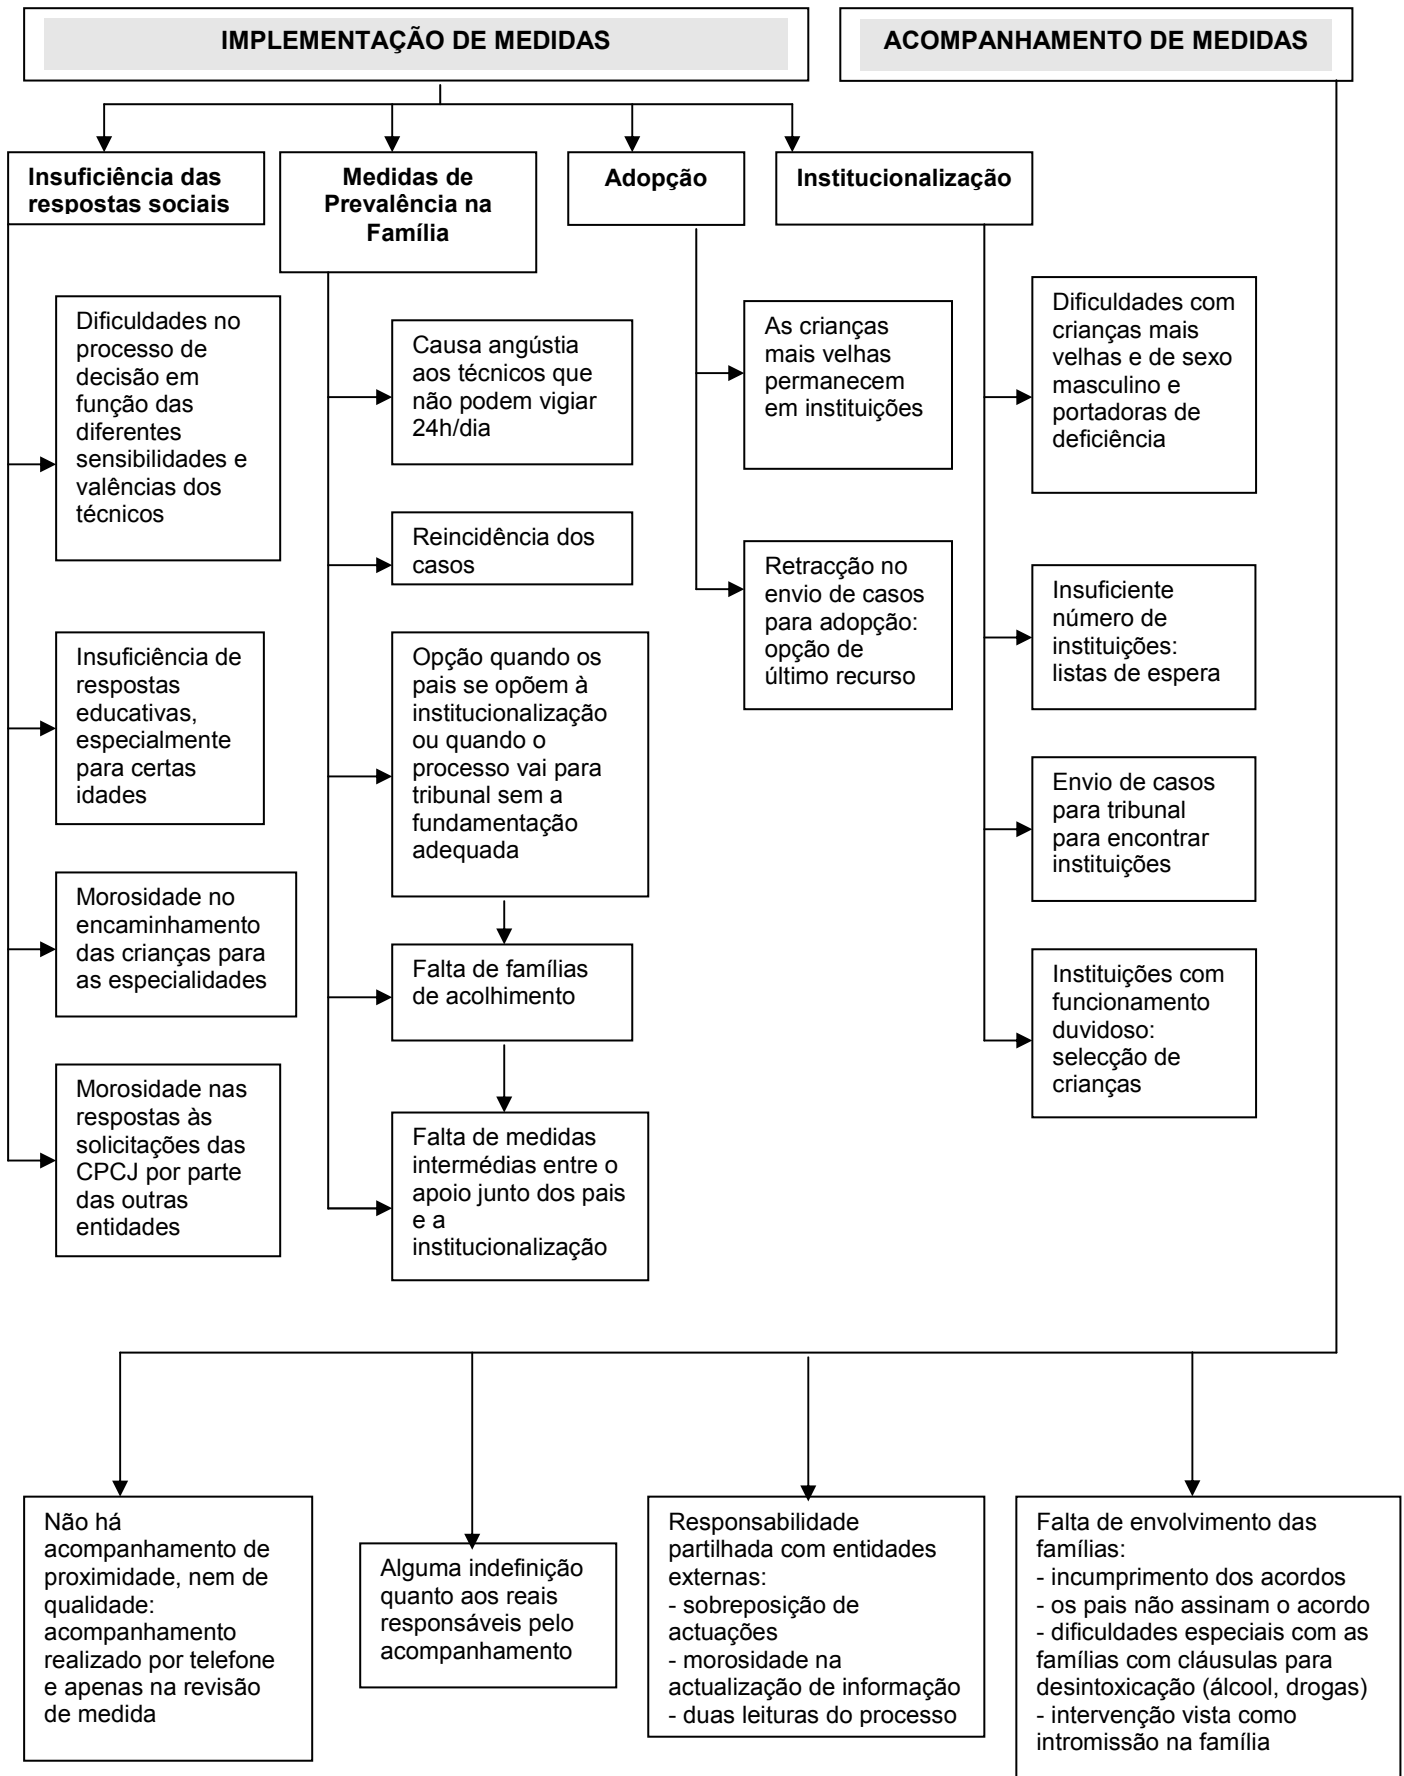 IMPLEMENTAÇÃO DE MEDIDAS
ACOMPANHAMENTO DE MEDIDAS
Insuficiência das
respostas sociais
Medidas de
Prevalência na
Família
Adopção
Institucionalização
Dificuldades no
processo de
decisão em
função das
diferentes
sensibilidades e
valências dos
técnicos
Insuficiência de
respostas
educativas,
especialmente
para certas
idades
Morosidade no
encaminhamento
das crianças para
as especialidades
Morosidade nas
respostas às
solicitações das
CPCJ por parte
das outras
entidades
Causa angústia
aos técnicos que
não podem vigiar
24h/dia
Reincidência dos
casos
Opção quando os
pais se opõem à
institucionalização
ou quando o
processo vai para
tribunal sem a
fundamentação
adequada
Falta de famílias
de acolhimento
Falta de medidas
intermédias entre o
apoio junto dos pais
e a
institucionalização
As crianças
mais velhas
permanecem
em instituições
Retracção no
envio de casos
para adopção:
opção de
último recurso
Dificuldades com
crianças mais
velhas e de sexo
masculino e
portadoras de
deficiência
Insuficiente
número de
instituições:
listas de espera
Envio de casos
para tribunal
para encontrar
instituições
Instituições com
funcionamento
duvidoso:
selecção de
crianças
Não há
acompanhamento de
proximidade, nem de
qualidade:
acompanhamento
realizado por telefone
e apenas na revisão
de medida
Alguma indefinição
quanto aos reais
responsáveis pelo
acompanhamento
Responsabilidade
partilhada com entidades
externas:
- sobreposição de
actuações
- morosidade na
actualização de informação
- duas leituras do processo
Falta de envolvimento das
famílias:
- incumprimento dos acordos
- os pais não assinam o acordo
- dificuldades especiais com as
famílias com cláusulas para
desintoxicação (álcool, drogas)
- intervenção vista como
intromissão na família